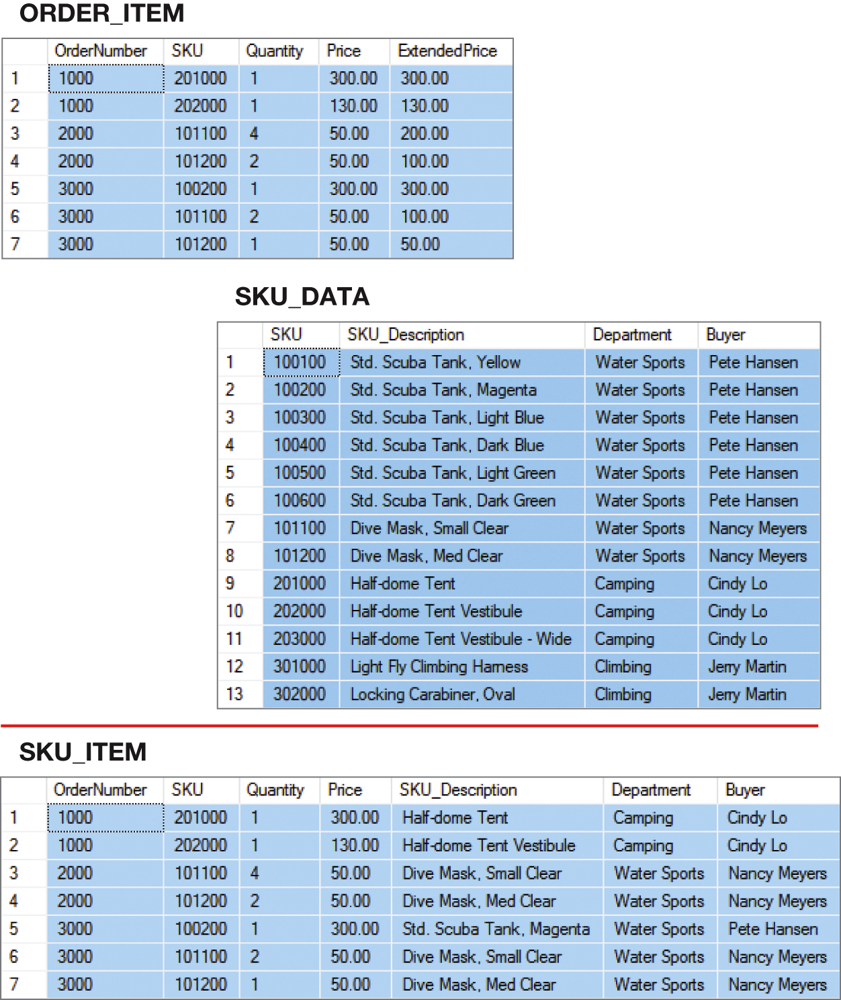 ORDER_ITEM
OrderNumber SKU Quantity Price ExtendedPrice
1 1000 201000 1 300.00 300.00
2 1000 202000 1 130.00 130.00
3 2000 101100 4 50.00 200.00
4 2000 101200 2 50.00 100.00
5 3000 100200 1 300.00 300.00
6 3000 101100 2 50.00 100.00
7 3000 101200 1 50.00 50.00
SKU_DATA
SKU SKU_Description Department Buyer
1 100100 Std. Scuba Tank, Yellow Water Sports Pete Hansen
2 100200 Std. Scuba Tank, Magenta Water Sports Pete Hansen
3 100300 Std. Scuba Tank, Light Blue Water Sports Pete Hansen
4 100400 Std. Scuba Tank, Dark Blue Water Sports Pete Hansen
5 100500 Std. Scuba Tank, Light Green Water Sports Pete Hansen
6 100600 Std. Scuba Tank, Dark Green Water Sports Pete Hansen
7 101100 Dive Mask, Small Clear Water Sports Nancy Meyers
8 101200 Dive Mask, Med Clear Water Sports Nancy Meyers
9 201000 Half-dome Tent Camping Cindy Lo
10 202000 Half-dome Tent Vestibule Camping Cindy Lo
11 203000 Half-dome Tent Vestibule - Wide Camping Cindy Lo
12 301000 Light Fly Climbing Harness Climbing Jerry Martin
13 302000 Locking Carabiner, Oval Climbing Jerry Martin
SKU_ITEM
OrderNumber SKU Quantity Price SKU_Description Department Buyer
1 1000 201000 1 300.00 Half-dome Tent Camping Cindy Lo
2 1000 202000 1 130.00 Half-dome Tent Vestibule Camping Cindy Lo
3 2000 101100 4 50.00 Dive Mask, Small Clear Water Sports Nancy Meyers
4 2000 101200 2 50.00 Dive Mask, Med Clear Water Sports Nancy Meyers
5 3000 100200 1 300.00 Std. Scuba Tank, Magenta Water Sports Pete Hansen
6 3000 101100 2 50.00 Dive Mask, Small Clear Water Sports Nancy Meyers
7 3000 101200 1 50.00 Dive Mask, Med Clear Water Sports Nancy Meyers